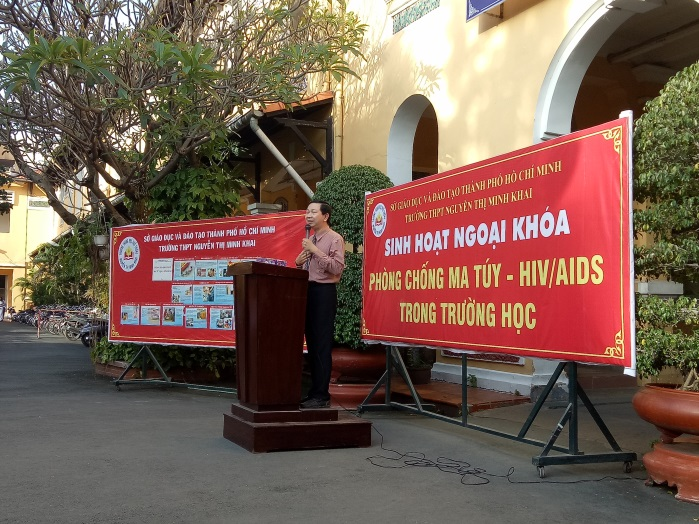 SỞ GIÁO DỤC VÀ ĐÀO TẠO THÀNH PHỐ HỒ CHÍ MINH
TRƯỜNG THPT NGUYỄN THỊ MINH KHAI
SỞ GIÁO DỤC VÀ ĐÀO TẠO THÀNH PHỐ HỒ CHÍ MINH
TRƯỜNG THPT NGUYỄN THỊ MINH KHAI
SINH HOẠT NGOẠI KHÓA
PHÒNG CHỐNG MA TÚY - HIV/AIDS
TRONG TRƯỜNG HỌC